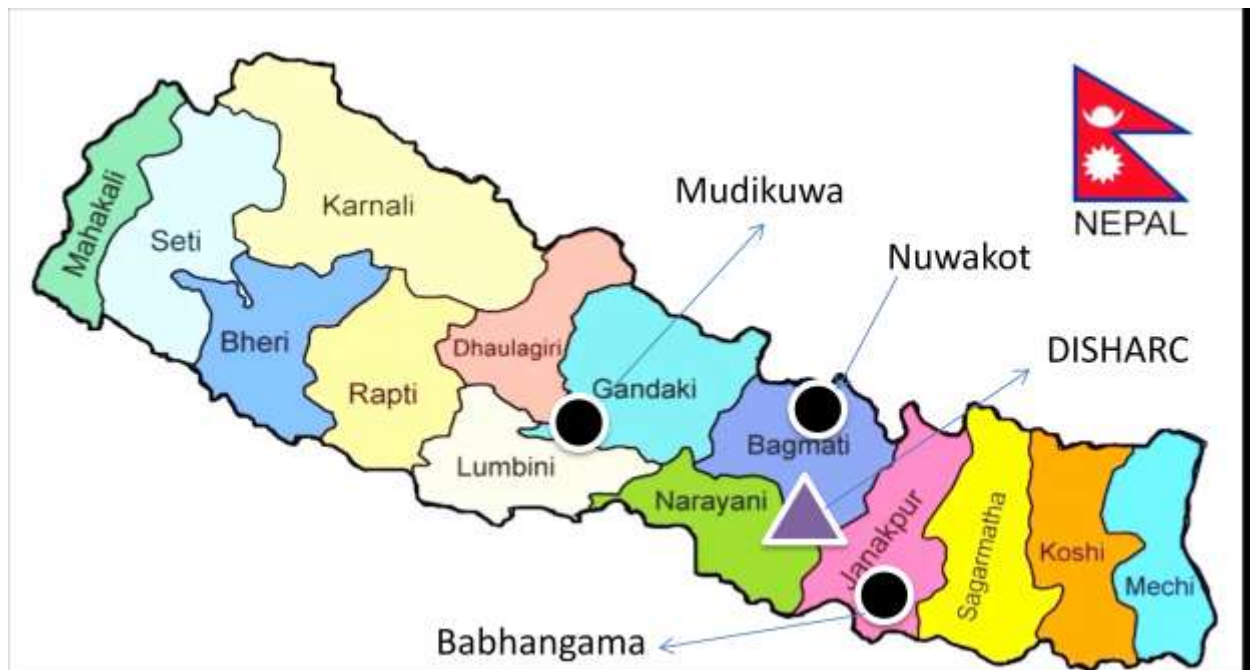 Mahakali
Seti
Karnali
Mudikuwa
NEPAL
Nuwakot
Bheri
DISHARC
Dhaulagiri
Rapti
Gandaki
Bagmati
Lumbini
Narayani
Janakpur
Sagarmatha
Koshi
Mechi
Babhangama